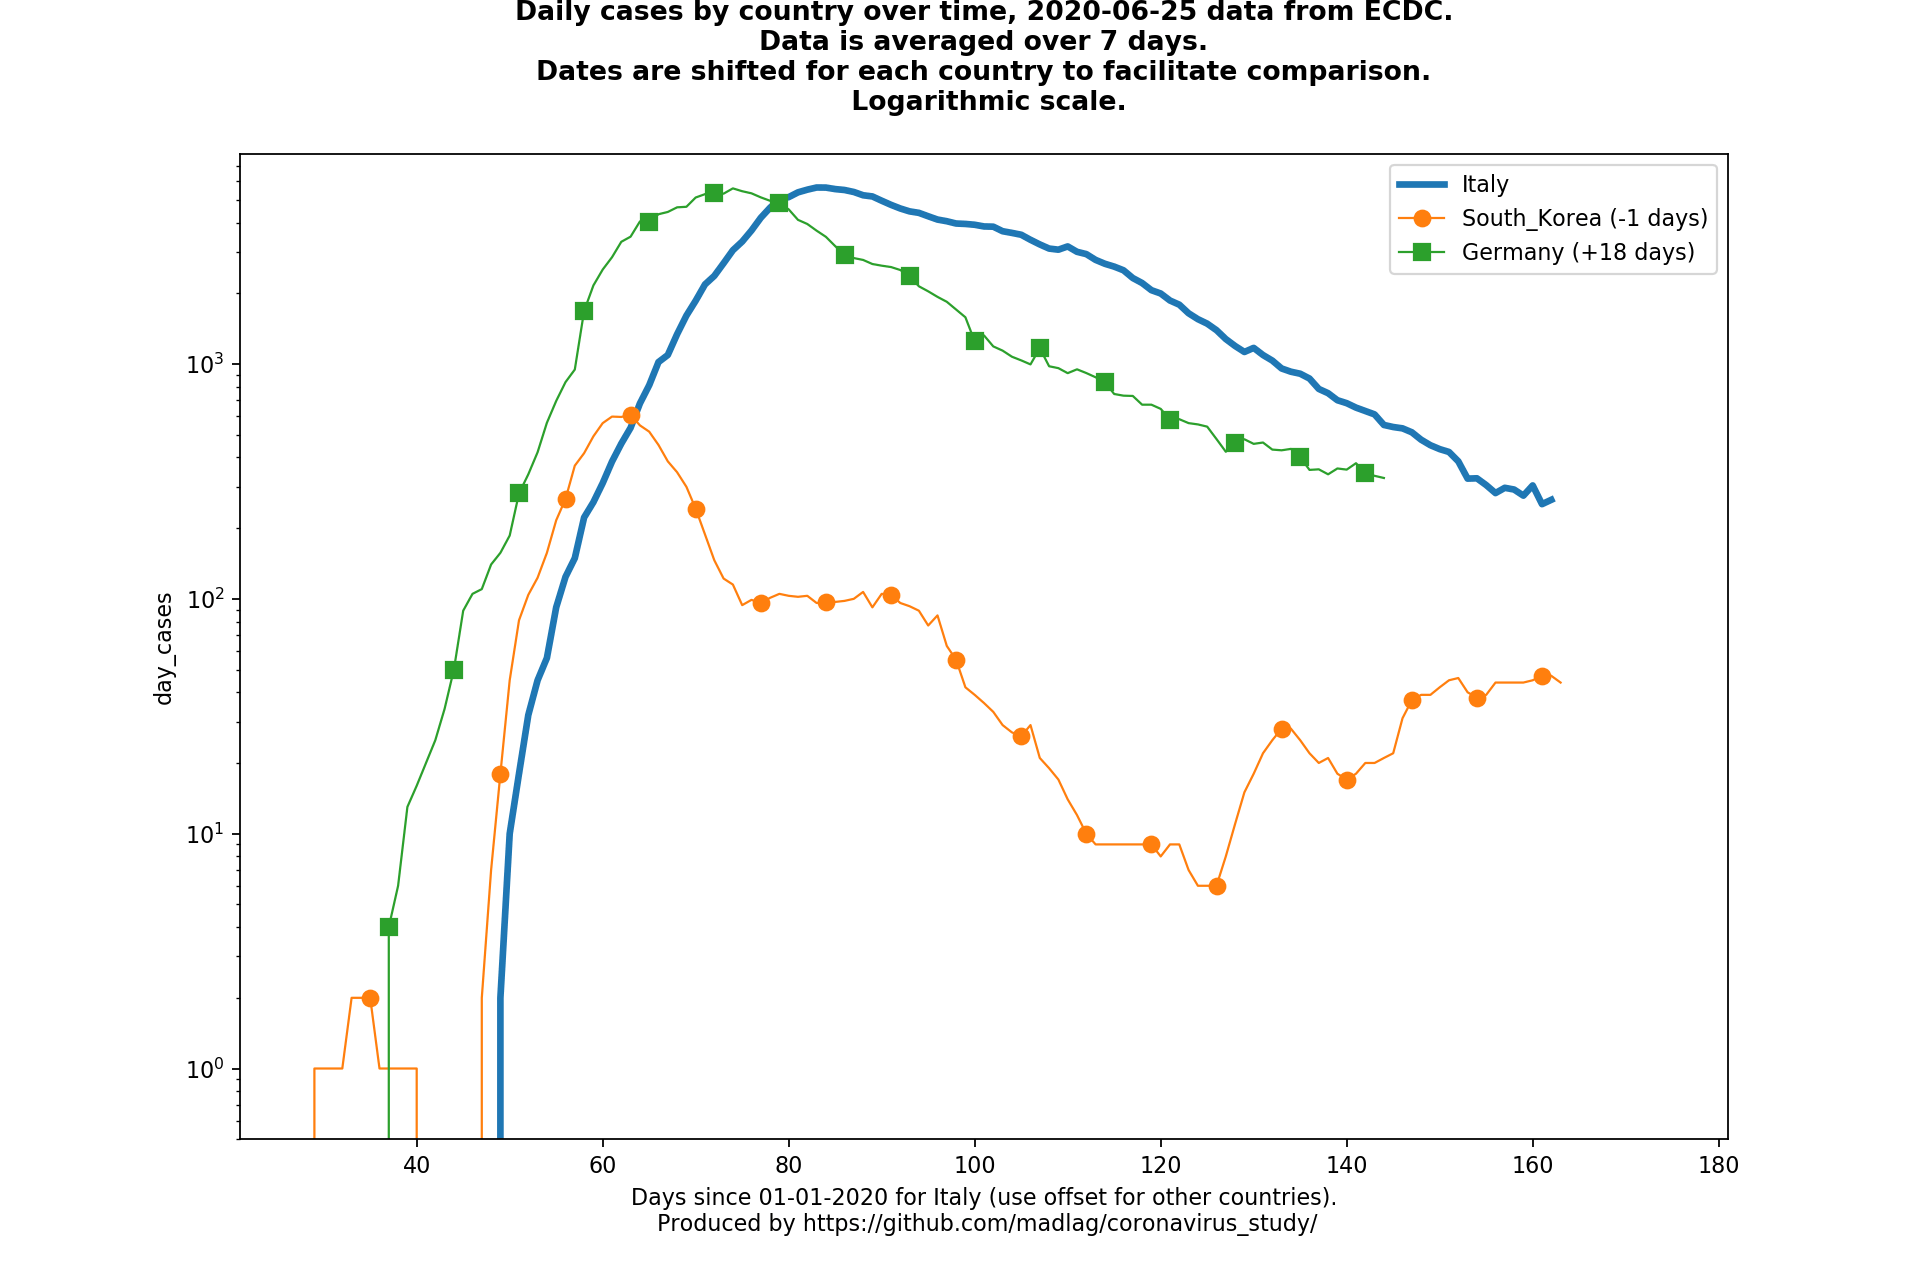 Daily cases by country over time, 2020-06-25 data from ECDC.
Data is averaged over 7 days.
Dates are shifted for each country to facilitate comparison.
Logarithmic scale.
Italy
South_Korea (-1 days)
Germany (+18 days)
day_cases
10³
10²
10¹
10⁰
40 60 80 100 120 140 160 180
Days since 01-01-2020 for Italy (use offset for other countries).
Produced by https://github.com/madlag/coronavirus_study/